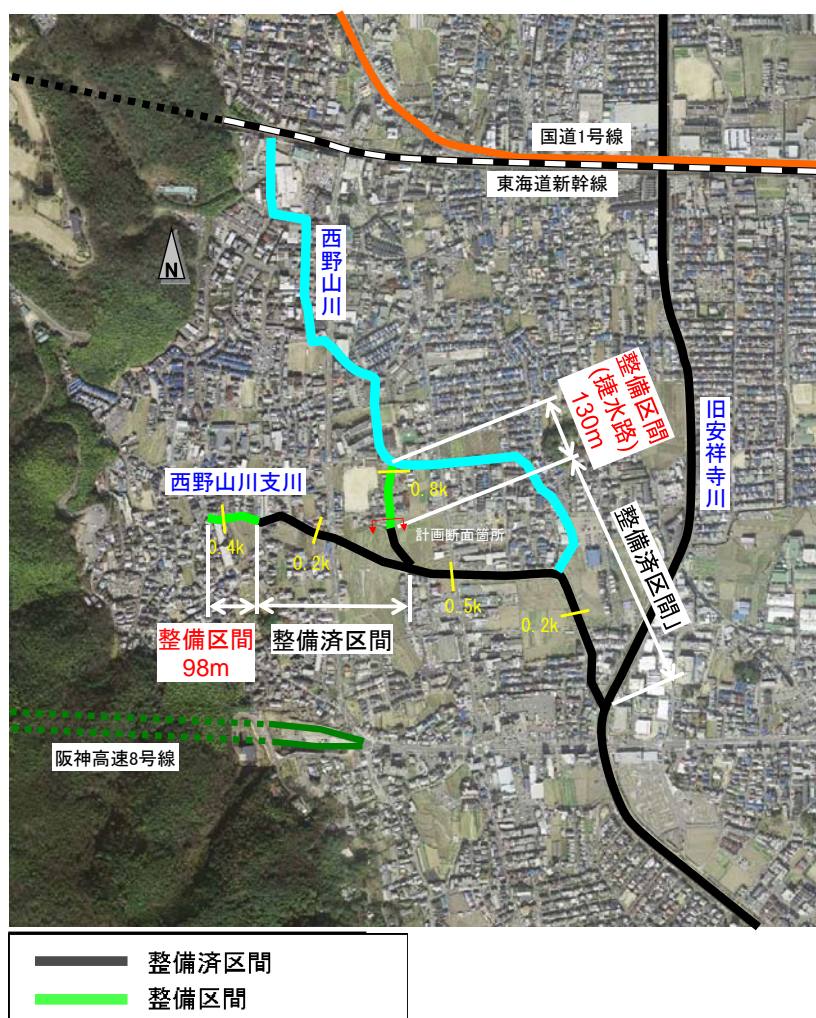 国道1号線
東海道新幹線
N
西野山川
整備区間
(捷水路)
130m
旧安祥寺川
西野山川支川
0.8k
計画断面箇所
0.4k
0.2k
0.5k
0.2k
整備済区間」
整備区間
98m
整備済区間
阪神高速8号線
整備済区間
整備区間